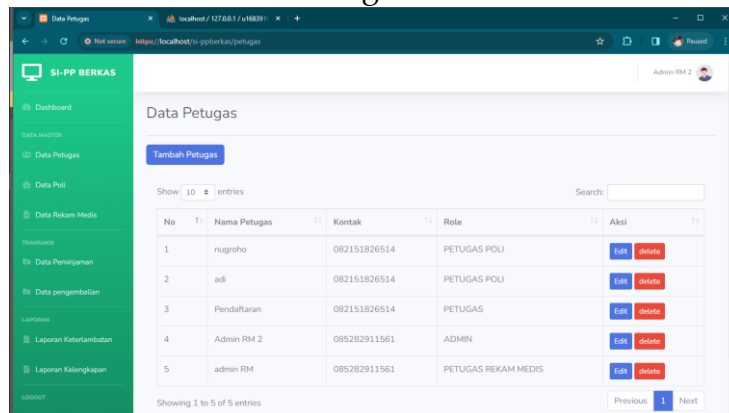 Data Petugas
localhost / 127.0.0.1 / u168391
Not secure https://localhost/si-ppberkas/petugas
Paused
SI-PP BERKAS
Admin RM 2
Dashboard
DATA MASTER
Data Petugas
Data Poli
Data Rekam Medis
TRANSAKSI
Data Peminjaman
Data pengembalian
LAPORAN
Laporan Keterlambatan
Laporan Kelengkapan
LOGOUT
Data Petugas
Tambah Petugas
Show 10 entries Search:
No Nama Petugas Kontak Role Aksi
1 nugroho 082151826514 PETUGAS POLI Edit delete
2 adi 082151826514 PETUGAS POLI Edit delete
3 Pendaftaran 082151826514 PETUGAS Edit delete
4 Admin RM 2 085282911561 ADMIN Edit delete
5 admin RM 085282911561 PETUGAS REKAM MEDIS Edit delete
Showing 1 to 5 of 5 entries Previous 1 Next